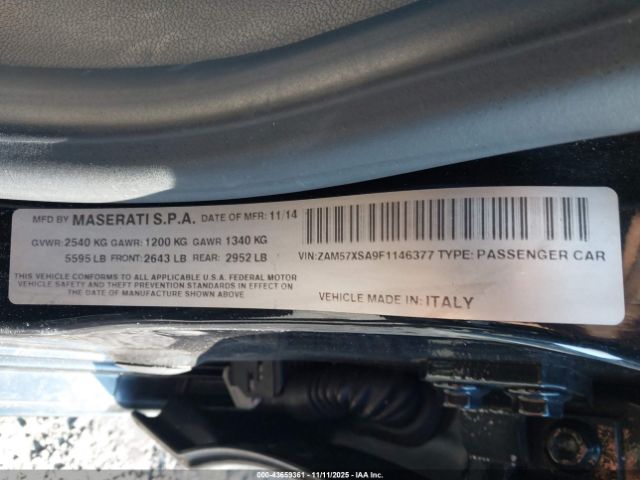 MFD BY MASERATI S.P.A. DATE OF MFR: 11/14
GVWR: 2540 KG GAWR: 1200 KG GAWR 1340 KG
5595 LB FRONT: 2643 LB REAR: 2952 LB
THIS VEHICLE CONFORMS TO ALL APPLICABLE U.S.A. FEDERAL MOTOR
VEHICLE SAFETY AND THEFT PREVENTION STANDARDS IN EFFECT ON
THE DATE OF MANUFACTURER SHOWN ABOVE
VIN:ZAM57XSA9F1146377 TYPE: PASSENGER CAR
VEHICLE MADE IN: ITALY
000-43659361 - 11/11/2025 - IAA Inc.